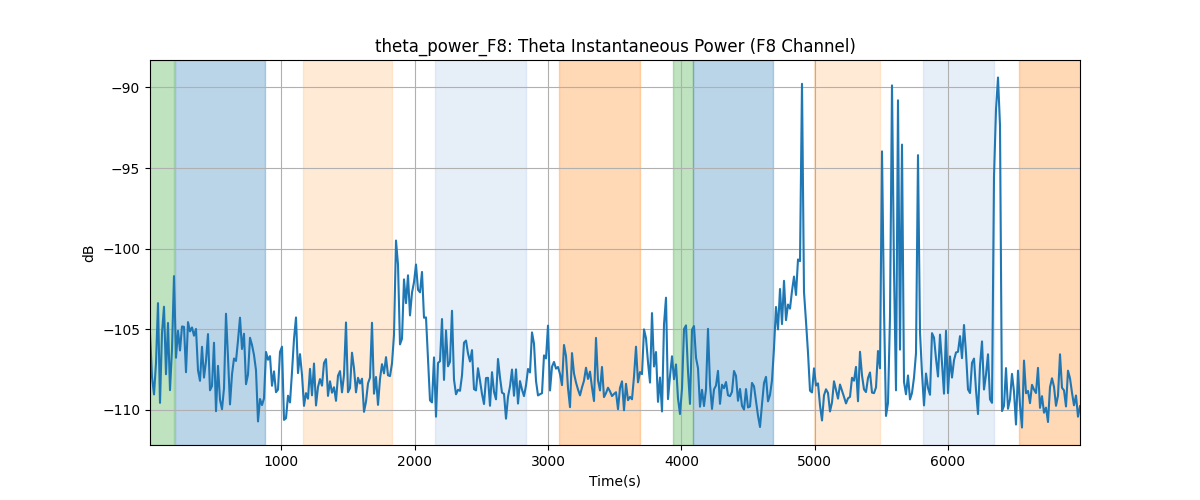 theta_power_F8: Theta Instantaneous Power (F8 Channel)
−90
−95
−100
−105
−110
dB
1000 2000 3000 4000 5000 6000
Time(s)